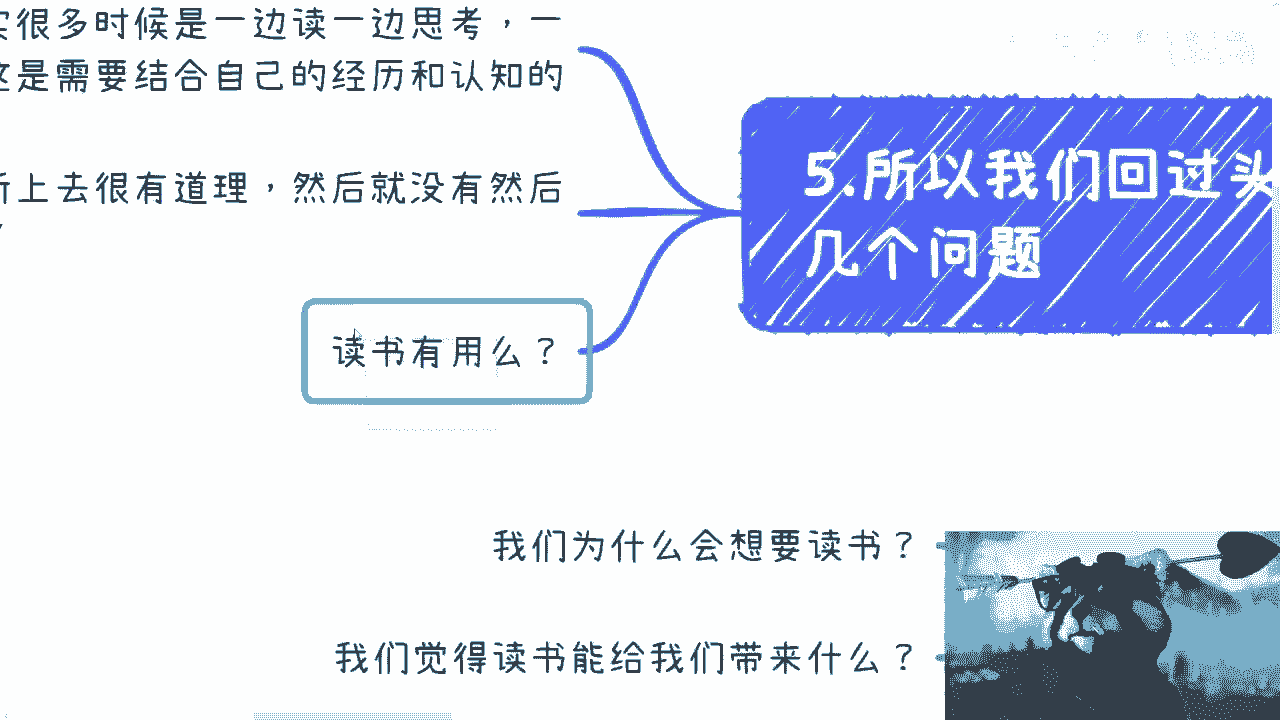 很多时候是一边读一边思考，一
是需要结合自己的经历和认知的
上去很有道理，然后就没有然后
5.所以我们回过头
几个问题
读书有用么？
我们为什么会想要读书？
我们觉得读书能给我们带来什么？